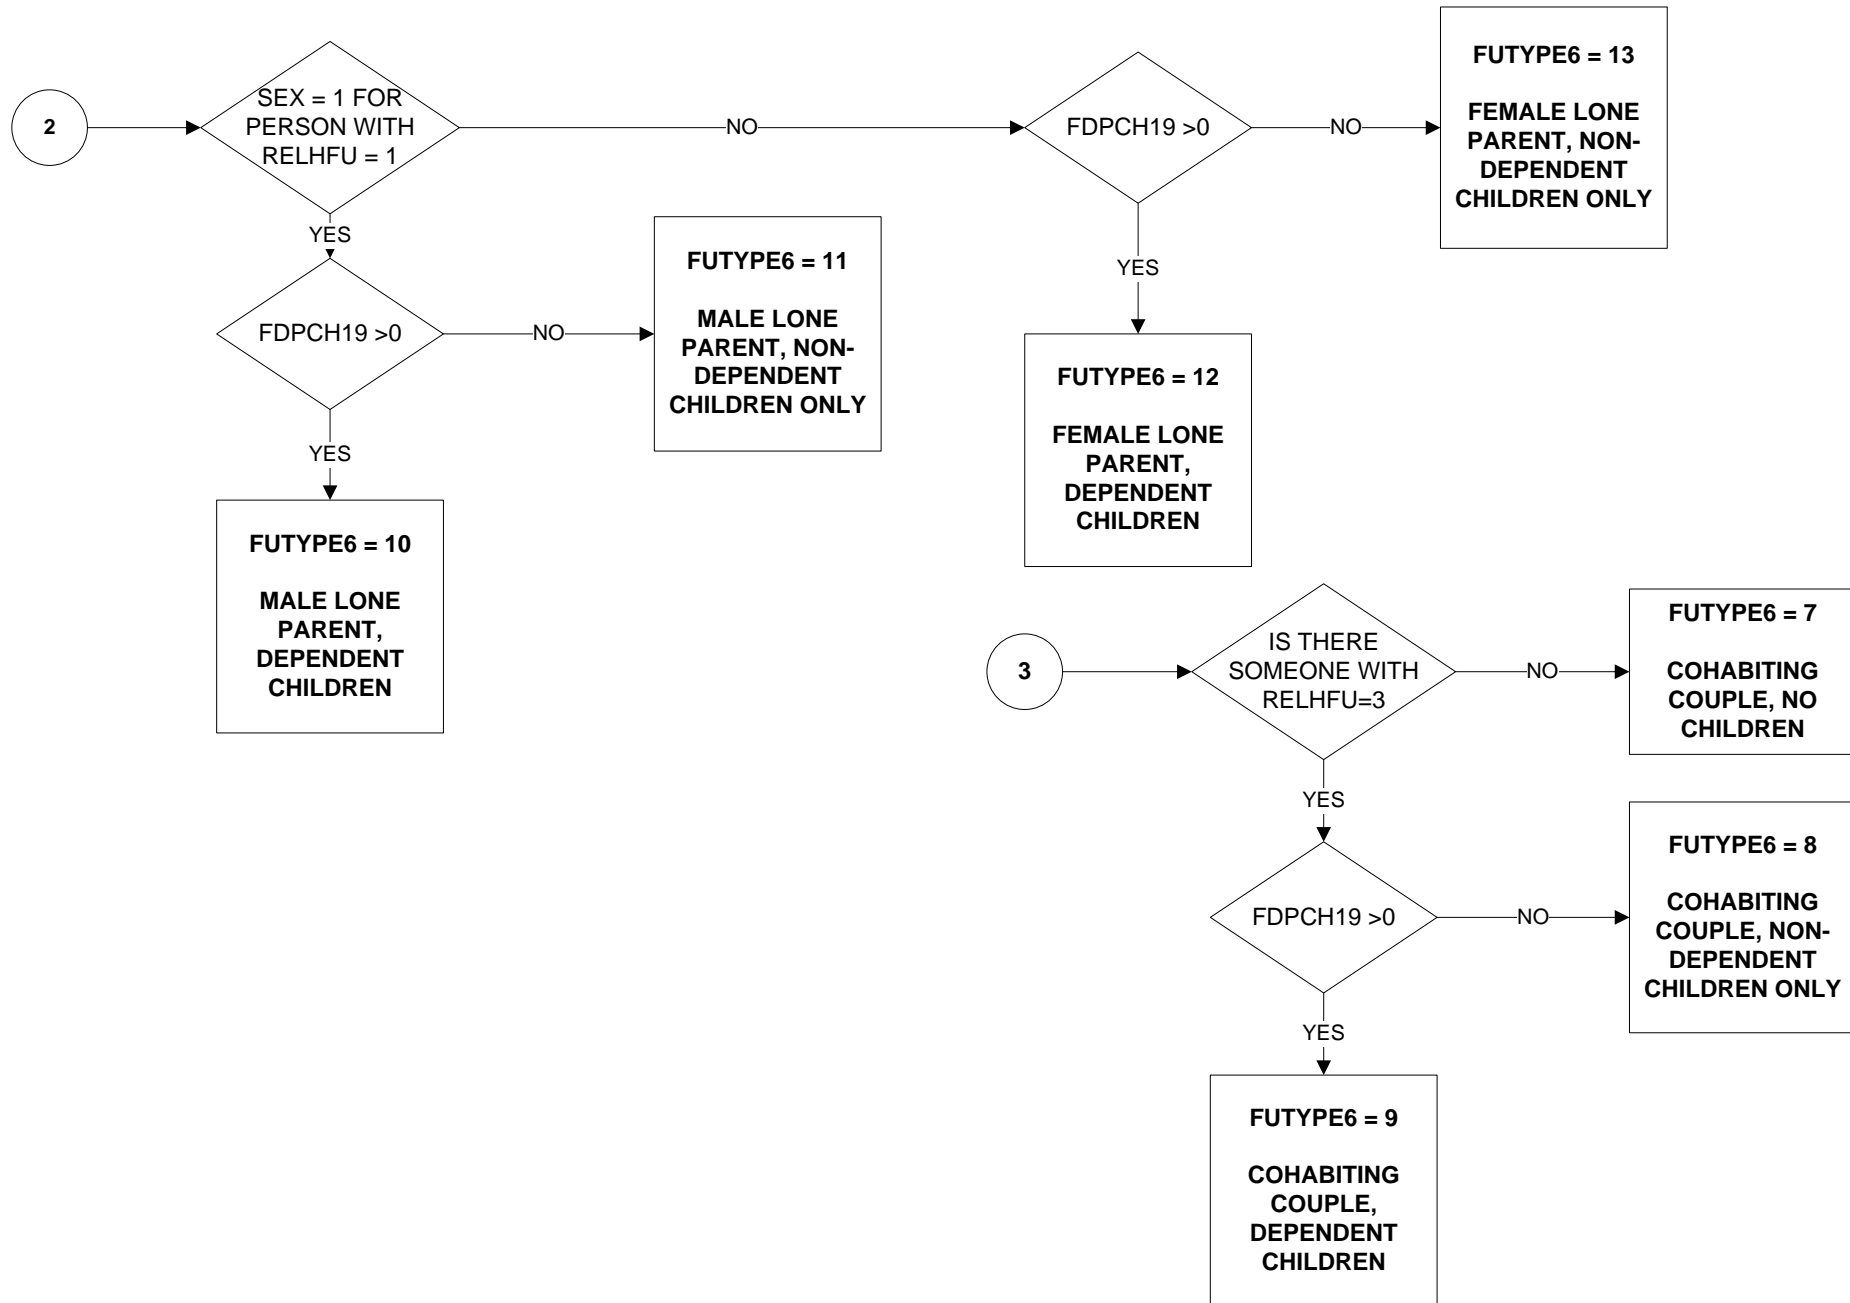 2
SEX = 1 FOR
PERSON WITH
RELHFU = 1
NO
FDPCH19 >0
NO
FUTYPE6 = 13
FEMALE LONE
PARENT, NON-
DEPENDENT
CHILDREN ONLY
YES
FDPCH19 >0
NO
FUTYPE6 = 11
MALE LONE
PARENT, NON-
DEPENDENT
CHILDREN ONLY
YES
FUTYPE6 = 12
FEMALE LONE
PARENT,
DEPENDENT
CHILDREN
YES
FUTYPE6 = 10
MALE LONE
PARENT,
DEPENDENT
CHILDREN
3
IS THERE
SOMEONE WITH
RELHFU=3
NO
FUTYPE6 = 7
COHABITING
COUPLE, NO
CHILDREN
YES
FDPCH19 >0
NO
FUTYPE6 = 8
COHABITING
COUPLE, NON-
DEPENDENT
CHILDREN ONLY
YES
FUTYPE6 = 9
COHABITING
COUPLE,
DEPENDENT
CHILDREN